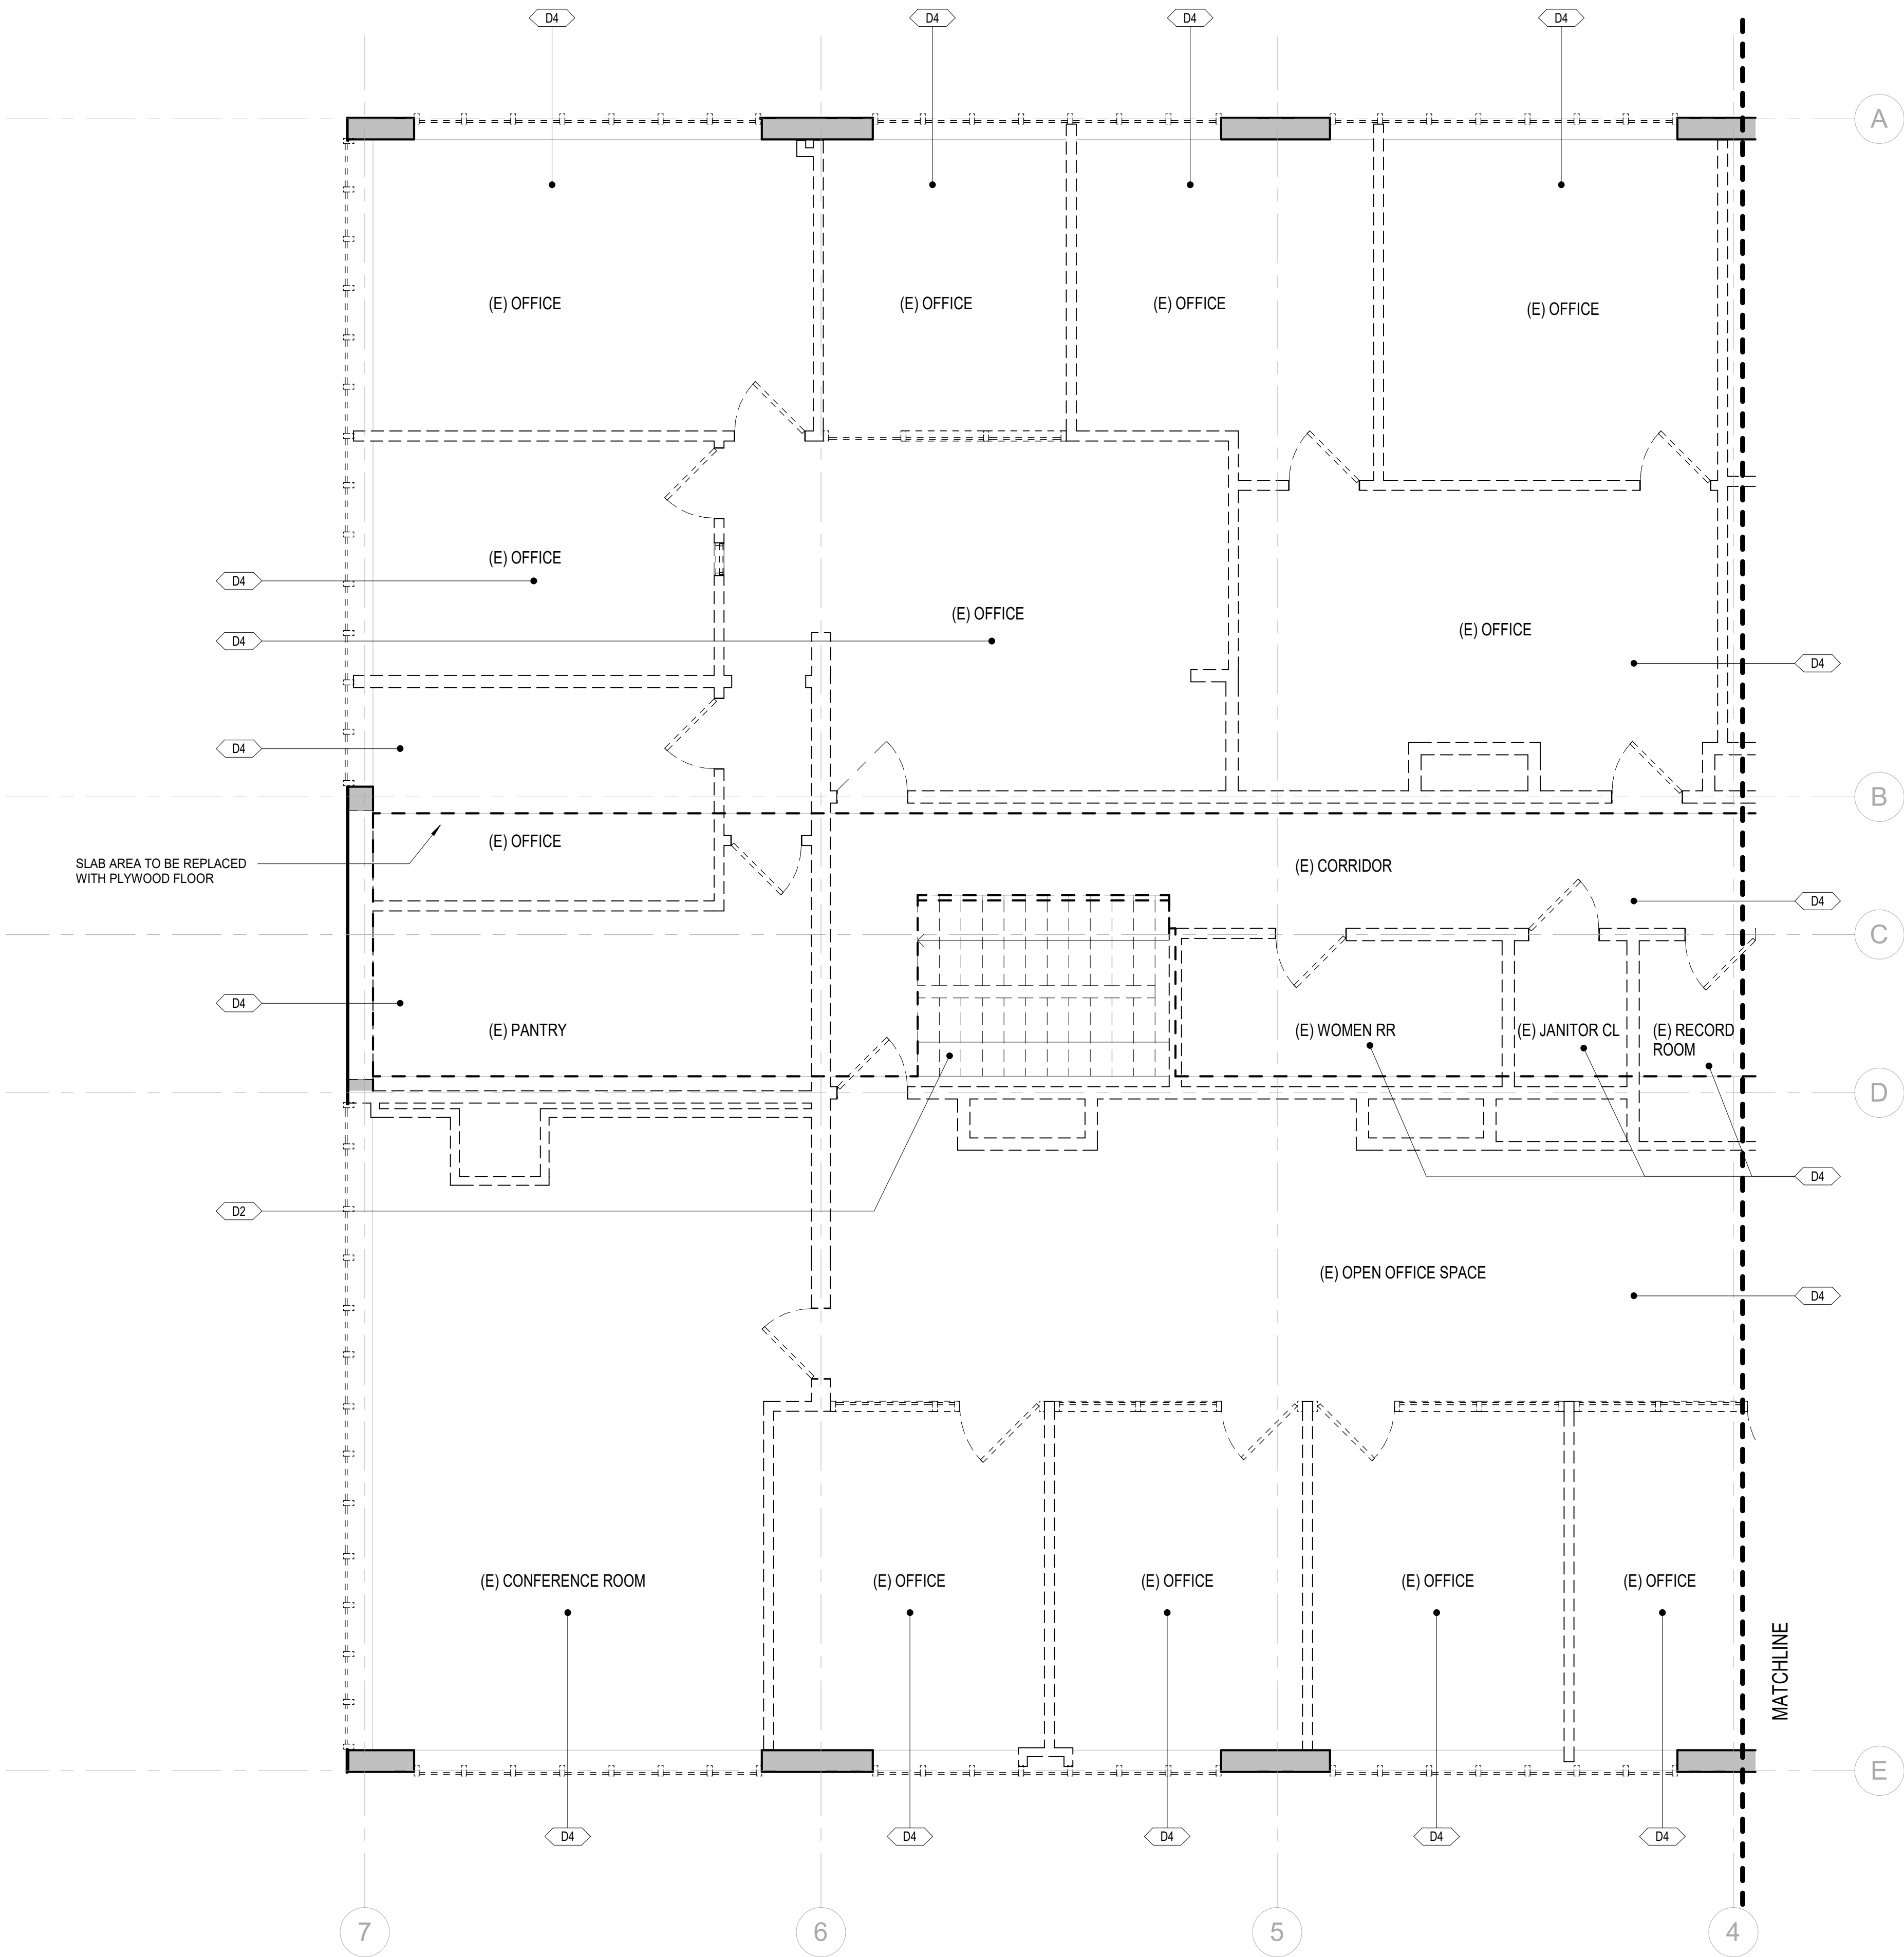 D4
D4
D4
D4
A
(E) OFFICE
(E) OFFICE
(E) OFFICE
(E) OFFICE
(E) OFFICE
D4
(E) OFFICE
(E) OFFICE
D4
D4
D4
B
(E) OFFICE
SLAB AREA TO BE REPLACED
WITH PLYWOOD FLOOR
(E) CORRIDOR
D4
C
D4
(E) PANTRY
(E) WOMEN RR
(E) JANITOR CL
(E) RECORD
ROOM
D
D4
D2
(E) OPEN OFFICE SPACE
D4
(E) CONFERENCE ROOM
(E) OFFICE
(E) OFFICE
(E) OFFICE
(E) OFFICE
MATCHLINE
E
D4
D4
D4
D4
D4
7
6
5
4